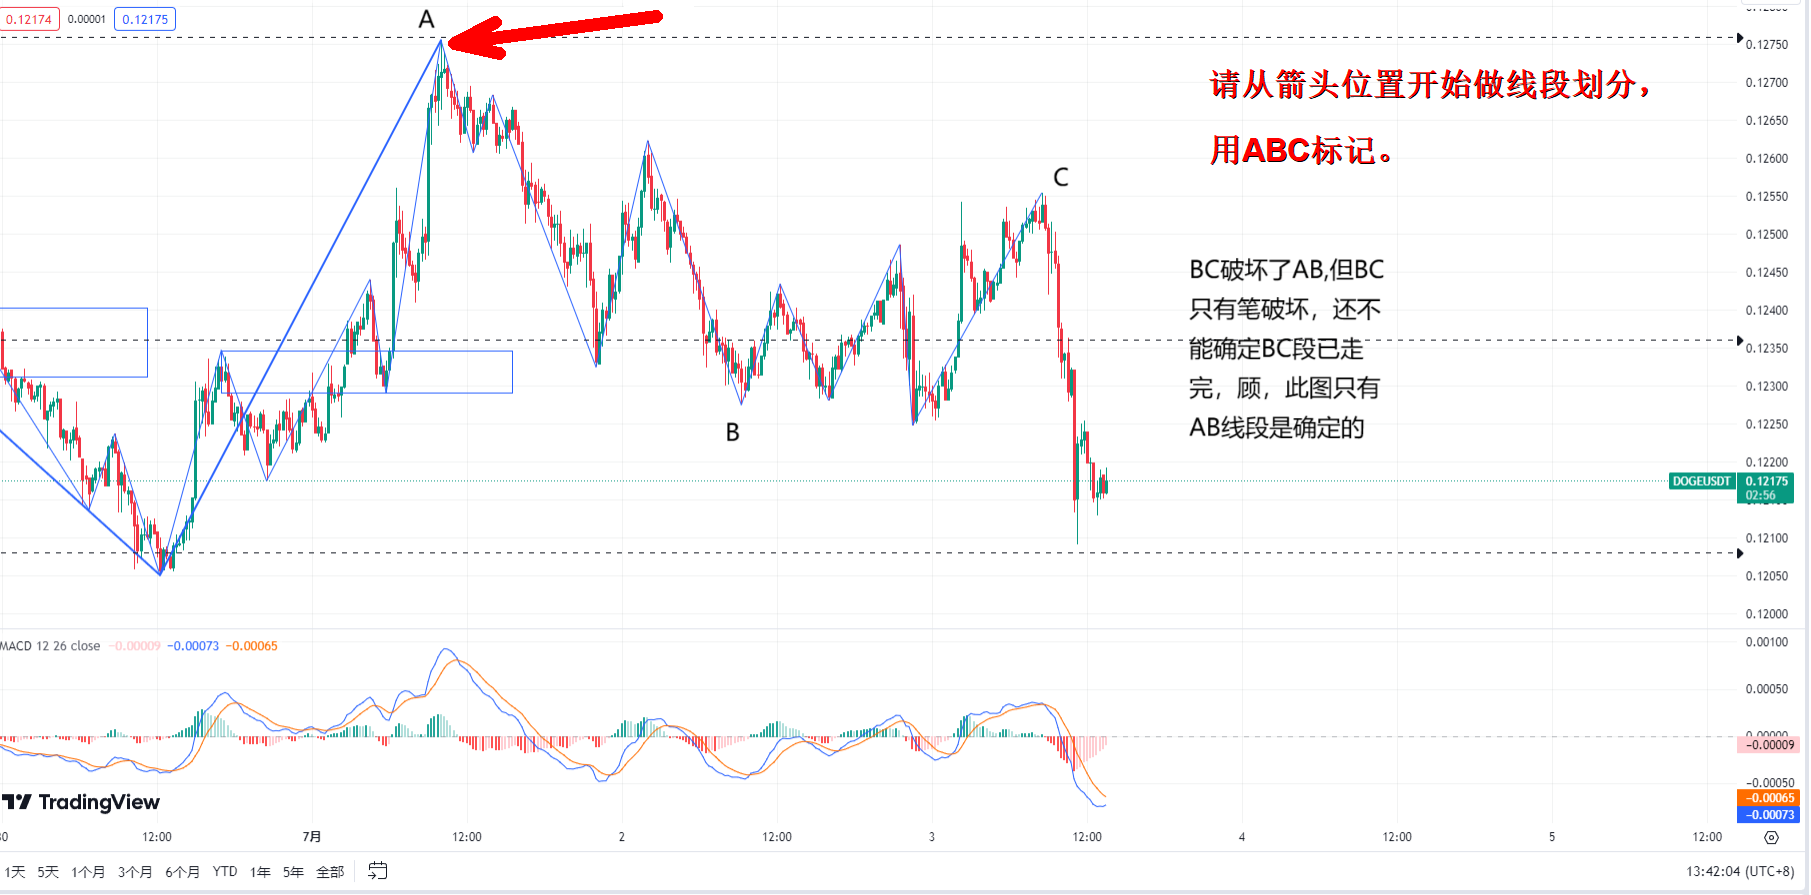 0.12174 0.00001 0.12175
A
请从箭头位置开始做线段划分，
用ABC标记。
C
BC破坏了AB,但BC
只有笔破坏，还不
能确定BC段已走
完，顾，此图只有
AB线段是确定的
B
0.12750
0.12700
0.12650
0.12600
0.12550
0.12500
0.12450
0.12400
0.12350
0.12300
0.12250
0.12200
DOGEUSDT 0.12175
02:56
0.12100
0.12050
0.12000
MACD 12 26 close -0.00009 -0.00073 -0.00065
0.00100
0.00050
-0.00009
-0.00050
-0.00065
-0.00073
TradingView
12:00 7月 12:00 2 12:00 3 12:00 4 12:00 5 12:00
1天 5天 1个月 3个月 6个月 YTD 1年 5年 全部
13:42:04 (UTC+8)